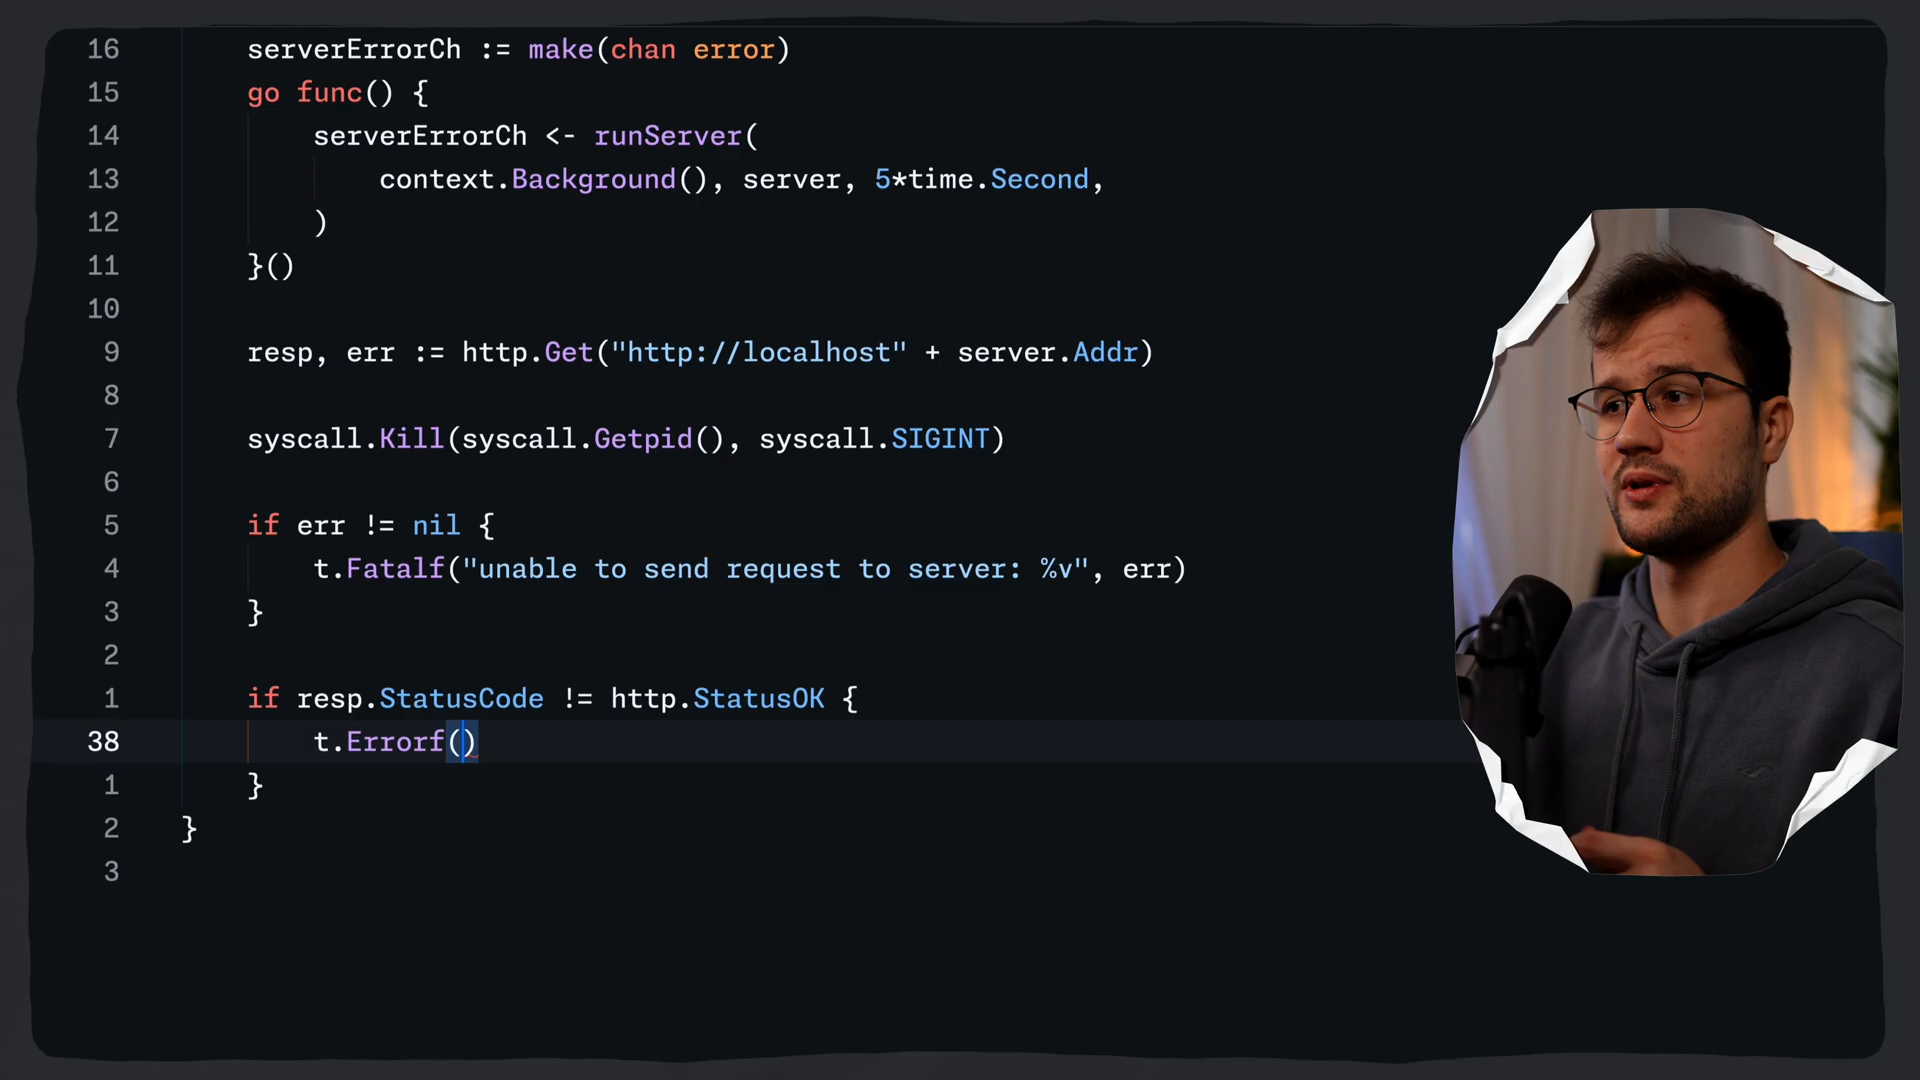 16 serverErrorCh := make(chan error)
15 go func() {
14 serverErrorCh <- runServer(
13 context.Background(), server, 5*time.Second,
12 )
11 }()
10
9 resp, err := http.Get("http://localhost" + server.Addr)
8
7 syscall.Kill(syscall.Getpid(), syscall.SIGINT)
6
5 if err != nil {
4 t.Fatalf("unable to send request to server: %v", err)
3 }
2
1 if resp.StatusCode != http.StatusOK {
38 t.Errorf()
1 }
2 }
3